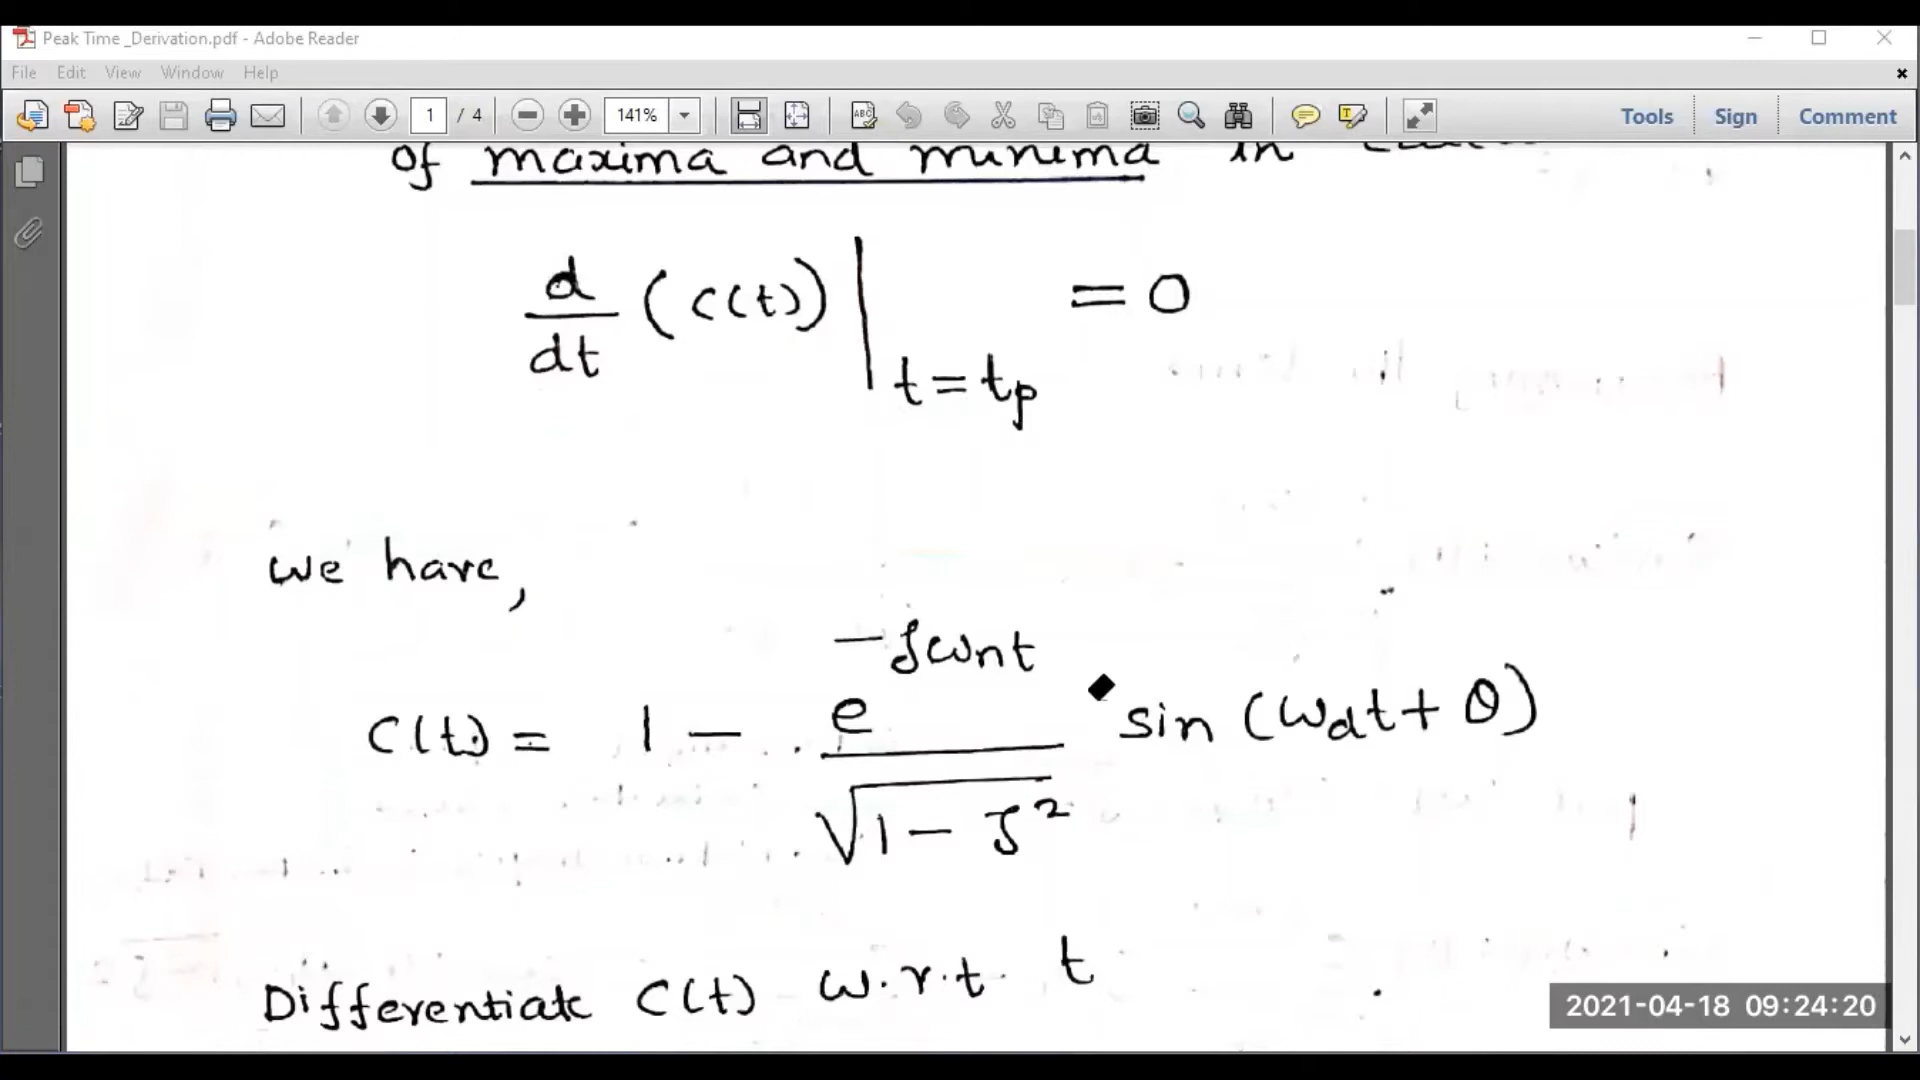 Peak Time _Derivation.pdf - Adobe Reader
File Edit View Window Help
1 / 4 141% Tools Sign Comment
of maxima and minima in
d/dt (c(t)) | t=tp = 0
we have,
c(t) = 1 - e^(-ζωnt) / √(1-ζ²) sin (ωdt + θ)
Differentiate c(t) w.r.t. t
2021-04-18 09:24:20